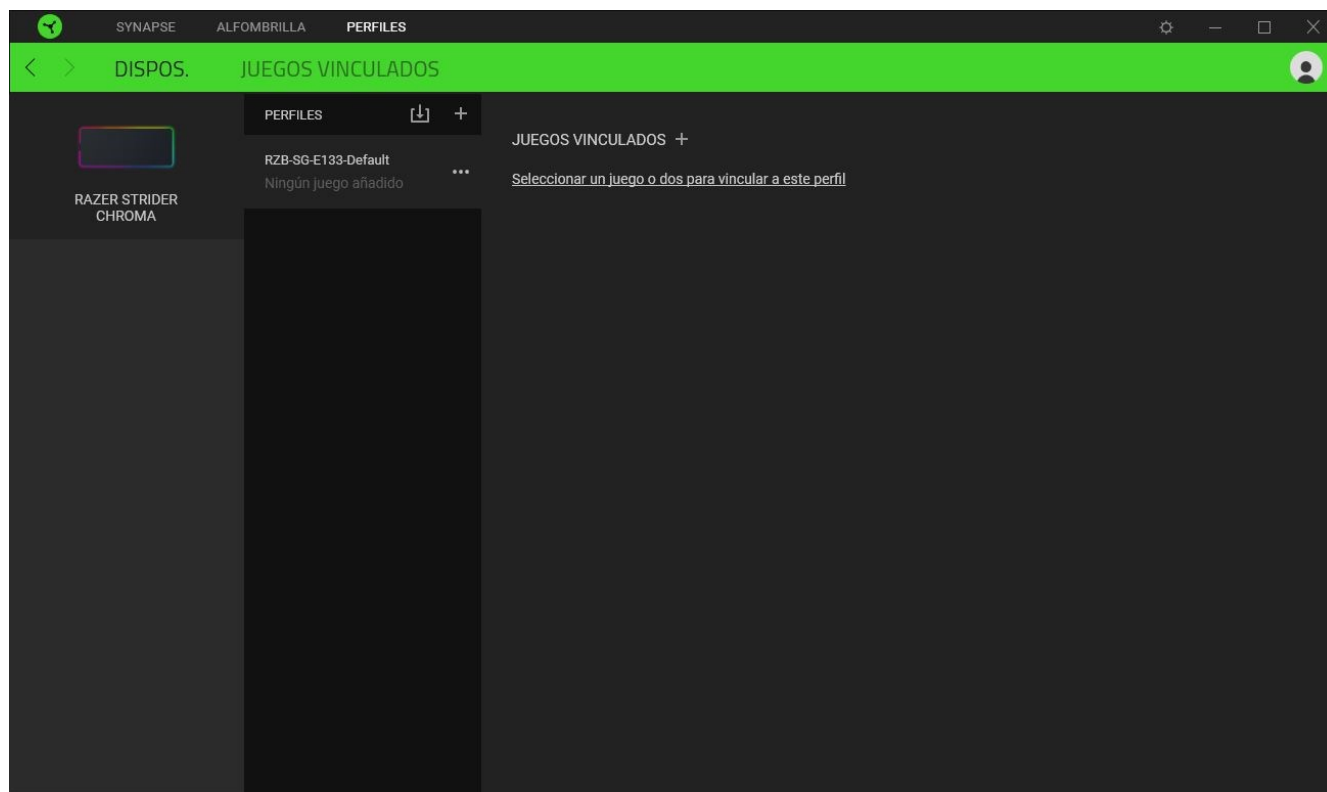 SYNAPSE ALFOMBRILLA PERFILES
DISPOS. JUEGOS VINCULADOS
RAZER STRIDER
CHROMA
PERFILES
RZB-SG-E133-Default
Ningún juego añadido
JUEGOS VINCULADOS +
Seleccionar un juego o dos para vincular a este perfil